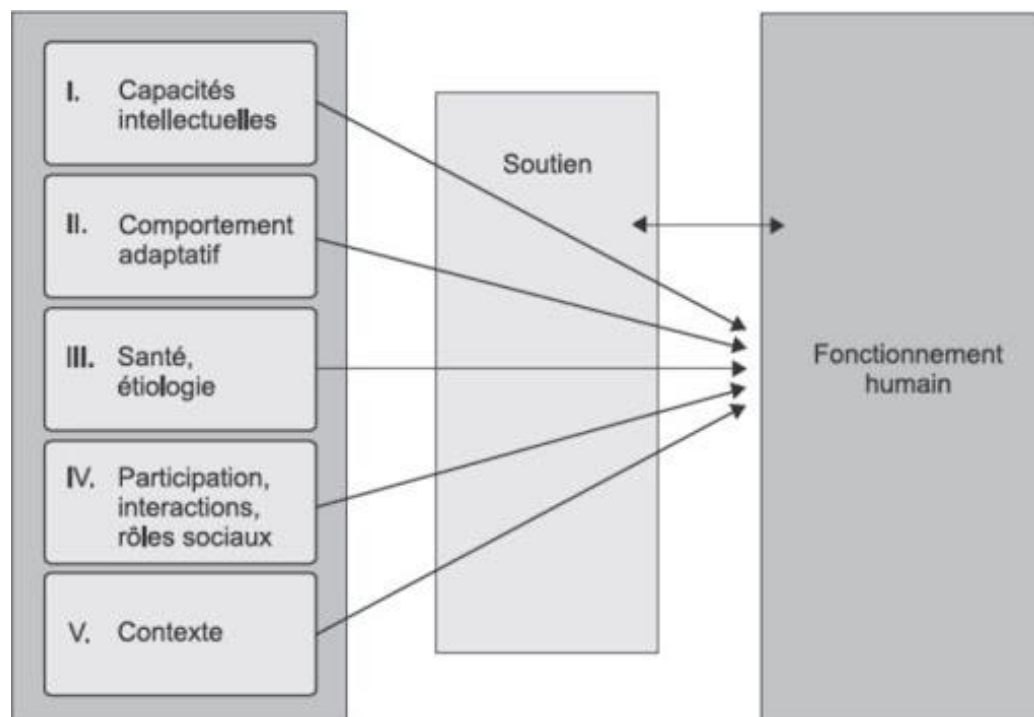 I. Capacités
intellectuelles
II. Comportement
adaptatif
III. Santé,
étiologie
IV. Participation,
interactions,
rôles sociaux
V. Contexte
Soutien
Fonctionnement
humain